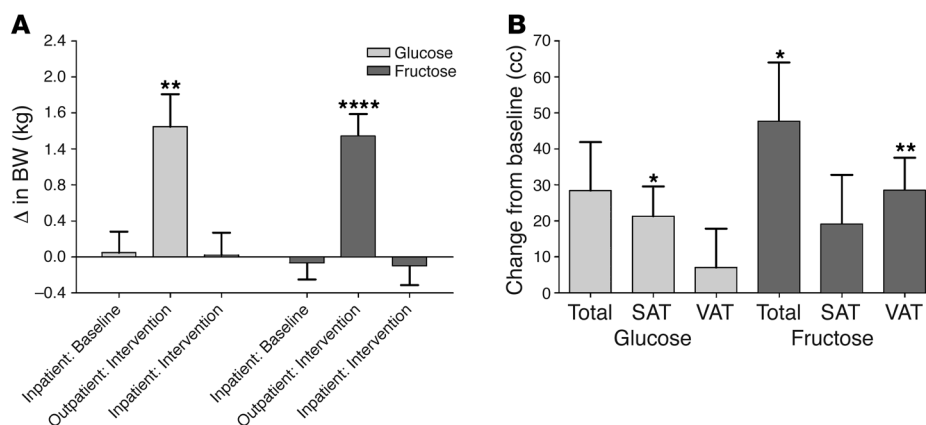 A
2.4
2.0
1.6
1.4
0.8
0.4
0.0
–0.4
Δ in BW (kg)
Glucose
Fructose
**
****
Inpatient: Baseline
Outpatient: Intervention
Inpatient: Intervention
Inpatient: Baseline
Outpatient: Intervention
Inpatient: Intervention
B
70
60
50
40
30
20
10
0
Change from baseline (cc)
*
*
**
Total SAT VAT Total SAT VAT
Glucose Fructose